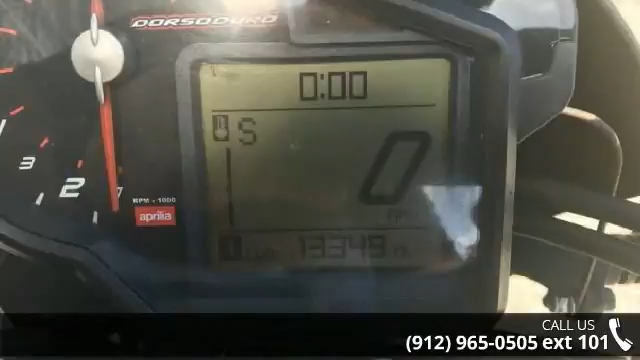 DORSODURO
0:00
S
0
3
2
RPM × 1000
aprilia
13349
CALL US
(912) 965-0505 ext 101